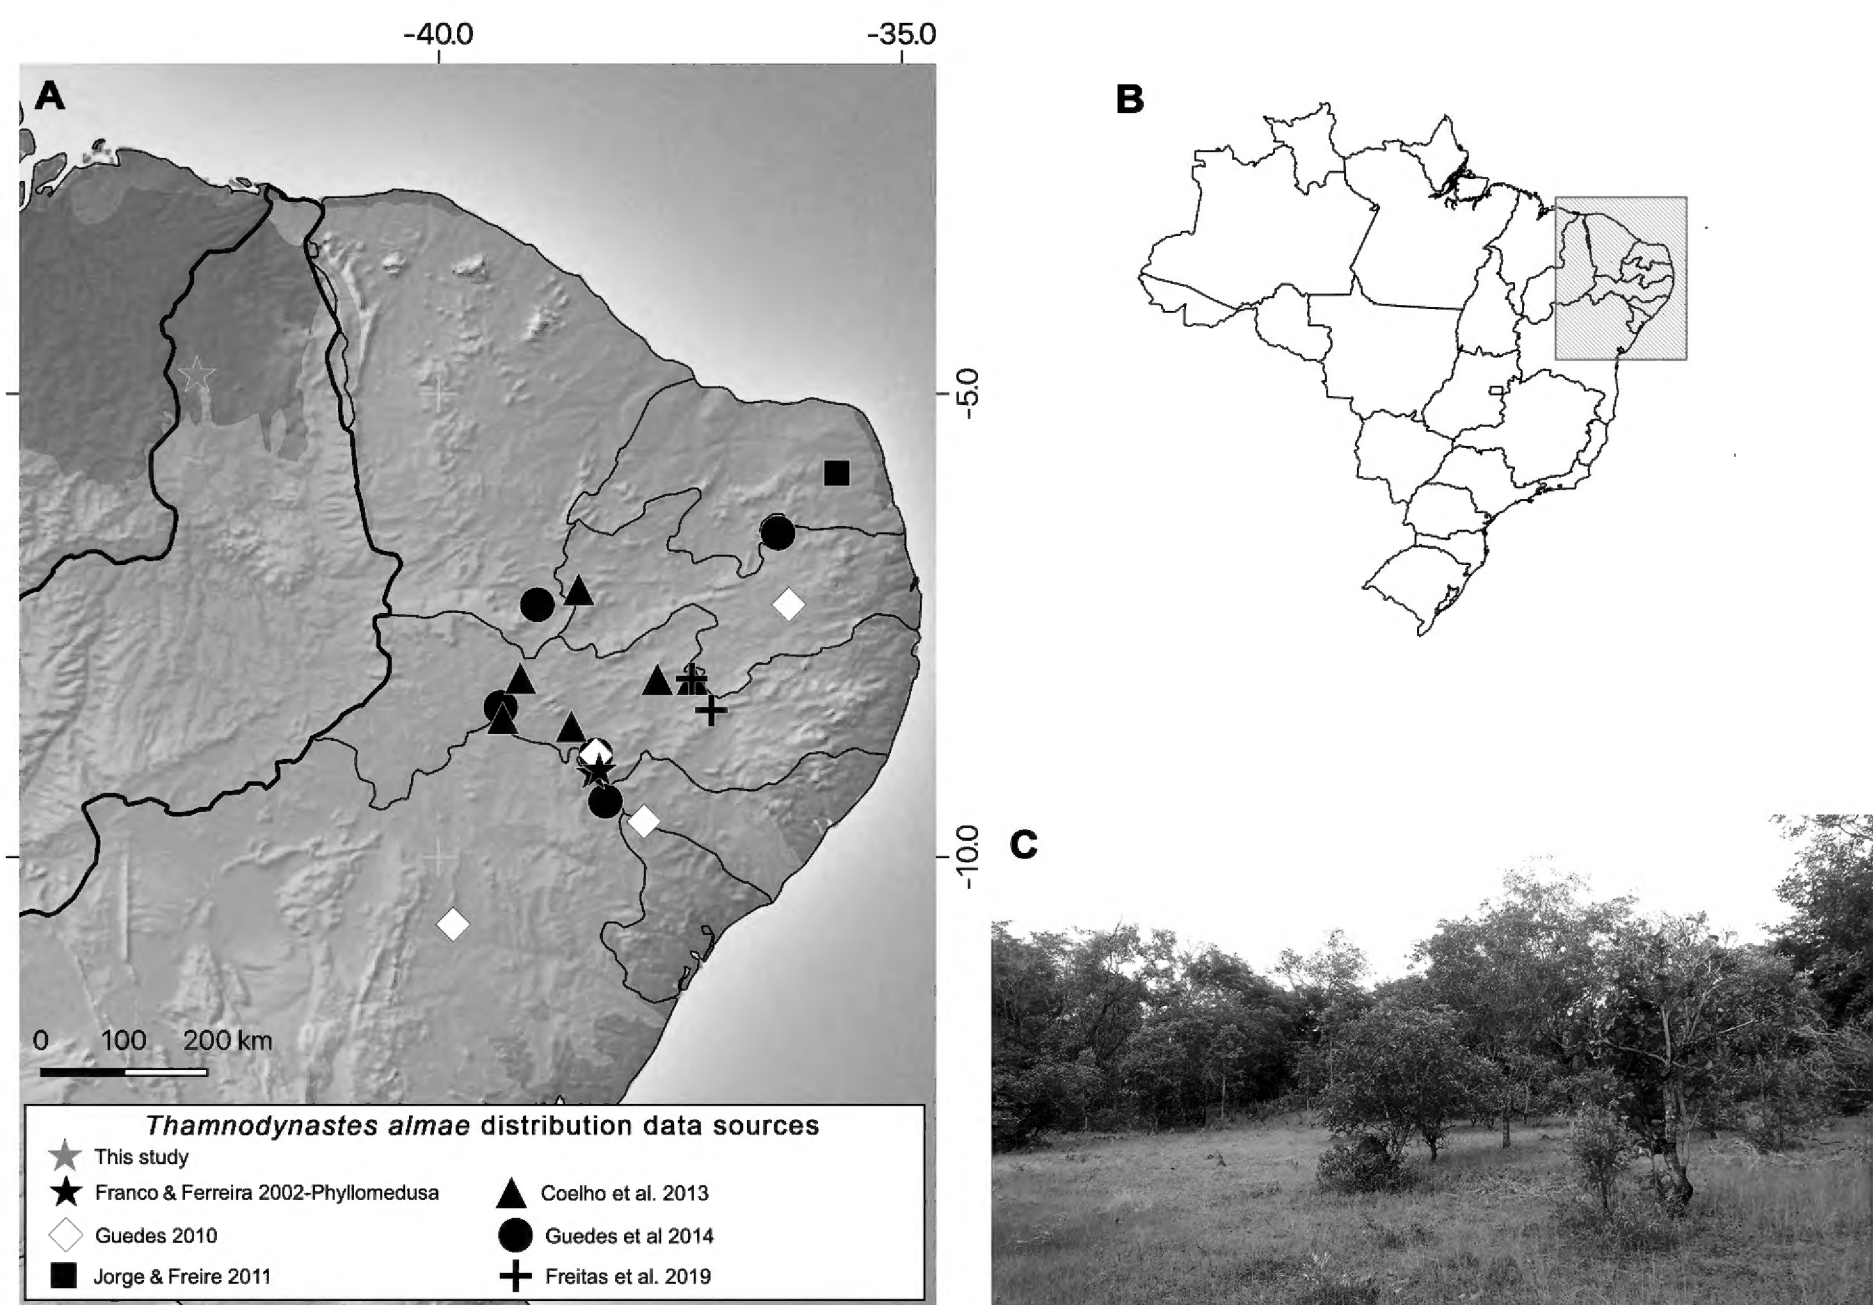 -40.0
-35.0
A
B
-5.0
-10.0
C
0 100 200 km
Thamnodynastes almae distribution data sources
This study
Franco & Ferreira 2002-Phyllomedusa
Coelho et al. 2013
Guedes 2010
Guedes et al 2014
Jorge & Freire 2011
Freitas et al. 2019